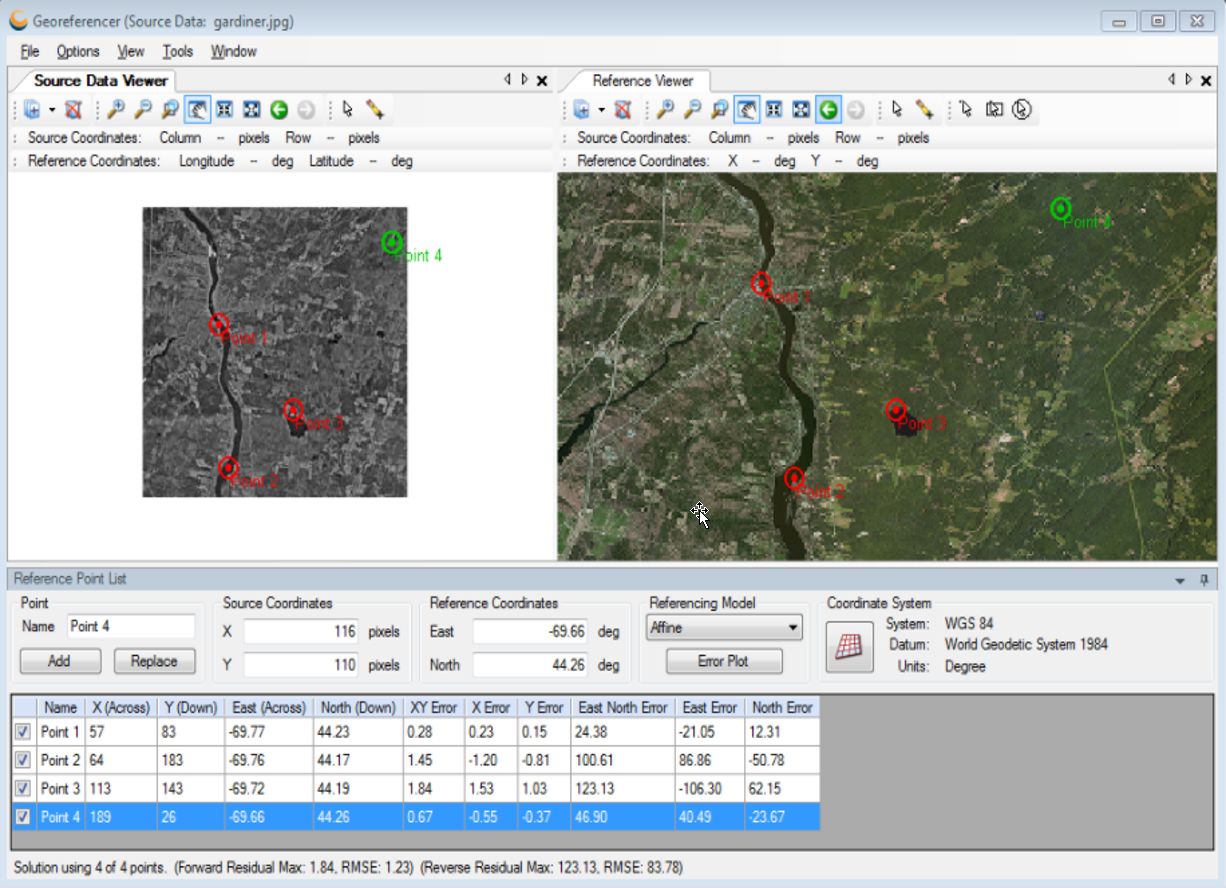 Georeferencer (Source Data: gardiner.jpg)
File Options View Tools Window
Source Data Viewer
Reference Viewer
Source Coordinates: Column -- pixels Row -- pixels
Source Coordinates: Column -- pixels Row -- pixels
Reference Coordinates: Longitude -- deg Latitude -- deg
Reference Coordinates: X -- deg Y -- deg
Point 4
Point 1
Point 3
Point 2
Point 4
Point 1
Point 3
Point 2
Reference Point List
Point
Name Point 4
Add Replace
Source Coordinates
X 116 pixels
Y 110 pixels
Reference Coordinates
East -69.66 deg
North 44.26 deg
Referencing Model
Affine
Error Plot
Coordinate System
System: WGS 84
Datum: World Geodetic System 1984
Units: Degree
Name X (Across) Y (Down) East (Across) North (Down) XY Error X Error Y Error East North Error East Error North Error
Point 1 57 83 -69.77 44.23 0.28 0.23 0.15 24.38 -21.05 12.31
Point 2 64 183 -69.76 44.17 1.45 -1.20 -0.81 100.61 86.86 -50.78
Point 3 113 143 -69.72 44.19 1.84 1.53 1.03 123.13 -106.30 62.15
Point 4 189 26 -69.66 44.26 0.67 -0.55 -0.37 46.90 40.49 -23.67
Solution using 4 of 4 points. (Forward Residual Max: 1.84, RMSE: 1.23) (Reverse Residual Max: 123.13, RMSE: 83.78)